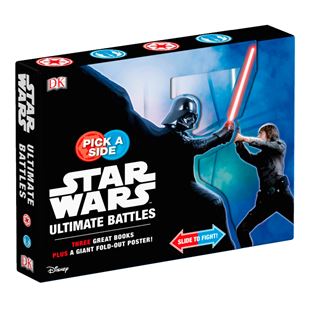 DK
STAR
WARS
ULTIMATE
BATTLES
DK
PICK A
SIDE
STAR
WARS
ULTIMATE BATTLES
THREE GREAT BOOKS
PLUS A GIANT FOLD-OUT POSTER!
SLIDE TO FIGHT!
Disney